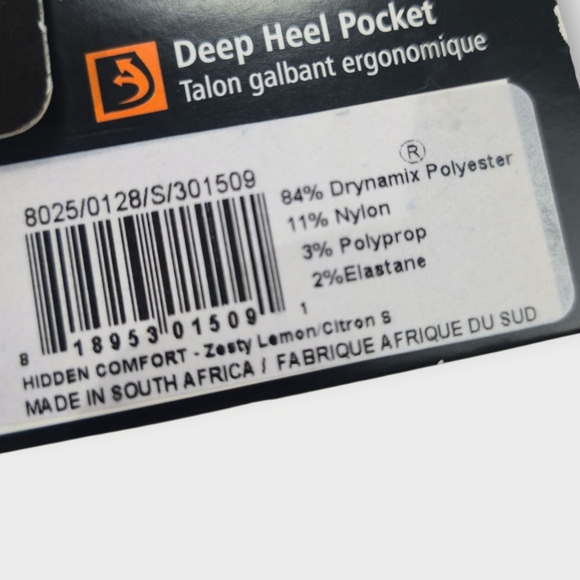 Deep Heel Pocket
Talon galbant ergonomique
8025/0128/S/301509
84% Drynamix® Polyester
11% Nylon
3% Polyprop
2%Elastane
8 18953 01509 1
HIDDEN COMFORT - Zesty Lemon/Citron S
MADE IN SOUTH AFRICA / FABRIQUE AFRIQUE DU SUD